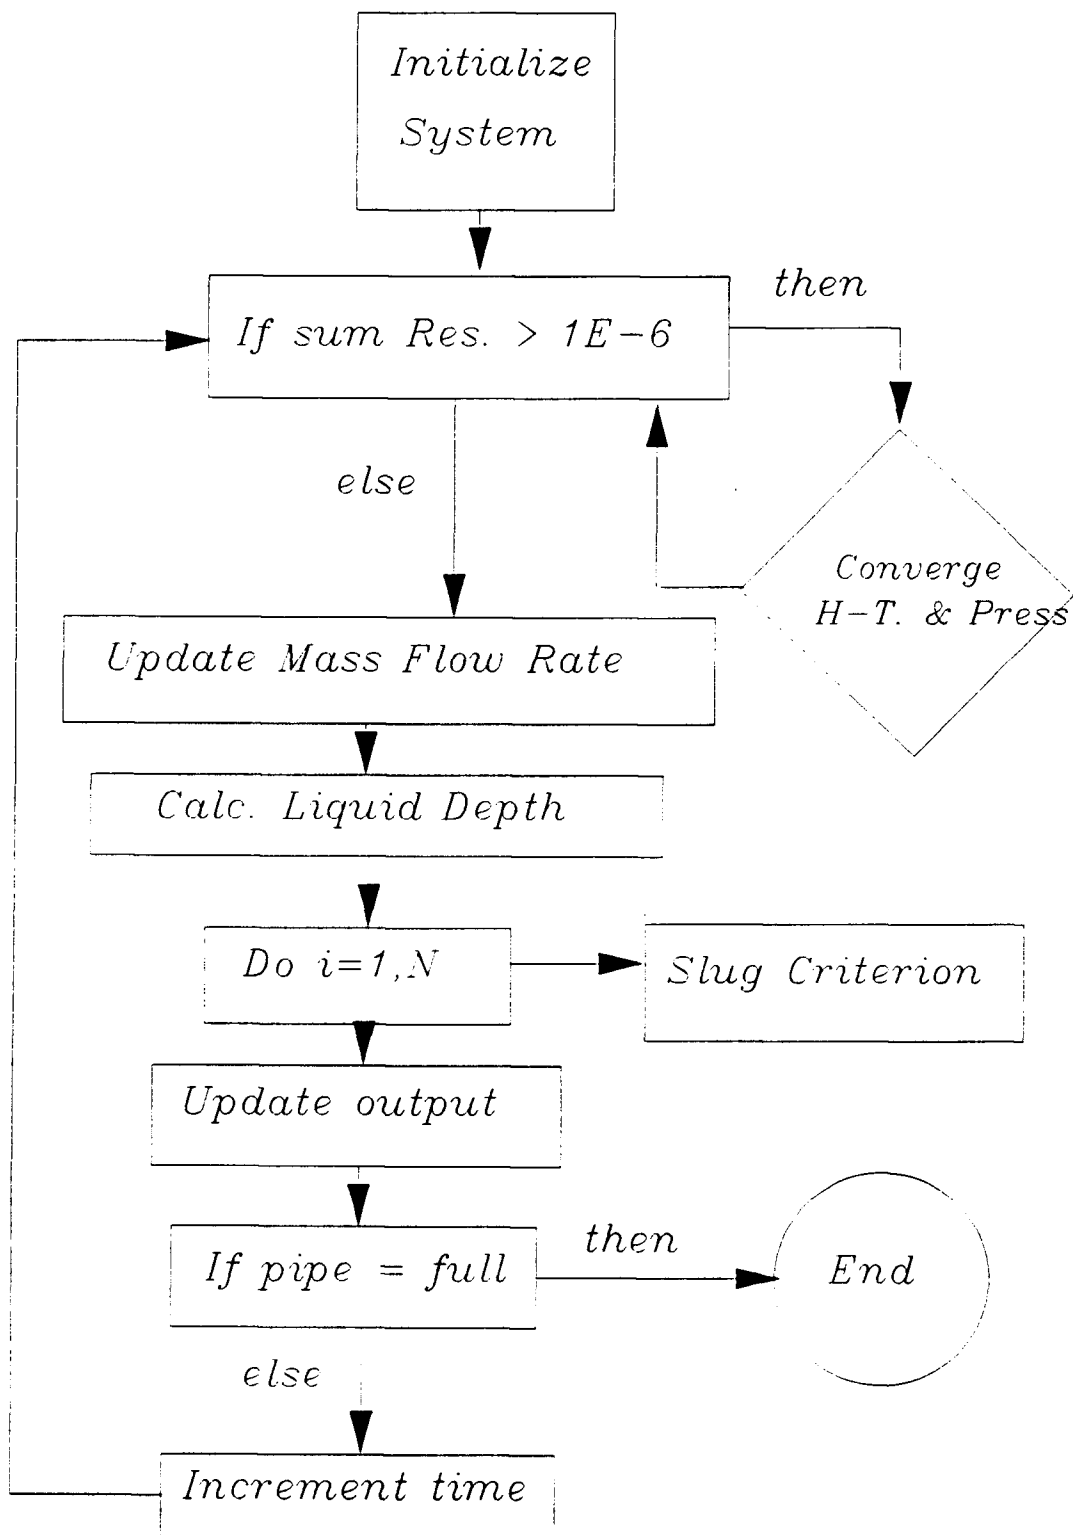 Initialize
System
then
If sum Res. > 1E-6
else
Converge
H-T. & Press
Update Mass Flow Rate
Calc. Liquid Depth
Do i=1,N
Slug Criterion
Update output
then
If pipe = full
End
else
Increment time